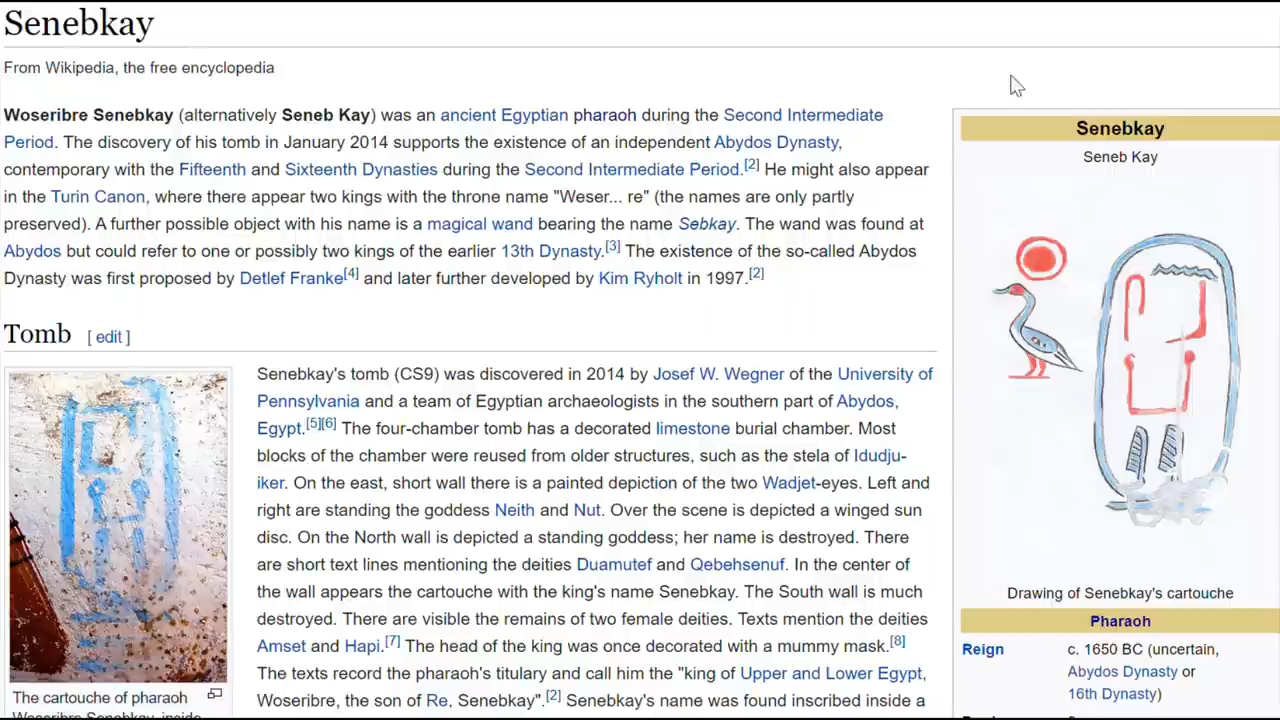 Senebkay
From Wikipedia, the free encyclopedia
Woseribre Senebkay (alternatively Seneb Kay) was an ancient Egyptian pharaoh during the Second Intermediate
Period. The discovery of his tomb in January 2014 supports the existence of an independent Abydos Dynasty,
contemporary with the Fifteenth and Sixteenth Dynasties during the Second Intermediate Period.[2] He might also appear
in the Turin Canon, where there appear two kings with the throne name "Weser... re" (the names are only partly
preserved). A further possible object with his name is a magical wand bearing the name Sebkay. The wand was found at
Abydos but could refer to one or possibly two kings of the earlier 13th Dynasty.[3] The existence of the so-called Abydos
Dynasty was first proposed by Detlef Franke[4] and later further developed by Kim Ryholt in 1997.[2]
Tomb [ edit ]
Senebkay's tomb (CS9) was discovered in 2014 by Josef W. Wegner of the University of
Pennsylvania and a team of Egyptian archaeologists in the southern part of Abydos,
Egypt.[5][6] The four-chamber tomb has a decorated limestone burial chamber. Most
blocks of the chamber were reused from older structures, such as the stela of Idudju-
iker. On the east, short wall there is a painted depiction of the two Wadjet-eyes. Left and
right are standing the goddess Neith and Nut. Over the scene is depicted a winged sun
disc. On the North wall is depicted a standing goddess; her name is destroyed. There
are short text lines mentioning the deities Duamutef and Qebehsenuf. In the center of
the wall appears the cartouche with the king's name Senebkay. The South wall is much
destroyed. There are visible the remains of two female deities. Texts mention the deities
Amset and Hapi.[7] The head of the king was once decorated with a mummy mask.[8]
The texts record the pharaoh's titulary and call him the "king of Upper and Lower Egypt,
Woseribre, the son of Re, Senebkay".[2] Senebkay's name was found inscribed inside a
The cartouche of pharaoh
Woseribre Senebkay, inside
Senebkay
Seneb Kay
Drawing of Senebkay's cartouche
Pharaoh
Reign c. 1650 BC (uncertain,
Abydos Dynasty or
16th Dynasty)